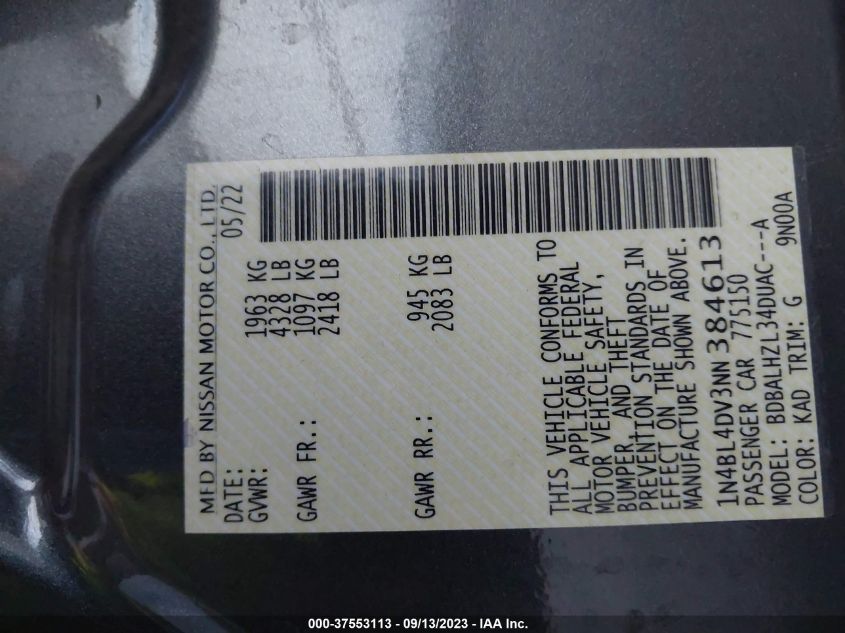 MFD BY NISSAN MOTOR CO., LTD.
DATE: 05/22
GVWR: 1963 KG
4328 LB
GAWR FR.: 1097 KG
2418 LB
GAWR RR.: 945 KG
2083 LB
THIS VEHICLE CONFORMS TO
ALL APPLICABLE FEDERAL
MOTOR VEHICLE SAFETY,
BUMPER, AND THEFT
PREVENTION STANDARDS IN
EFFECT ON THE DATE OF
MANUFACTURE SHOWN ABOVE.
1N4BL4DV3NN384613
PASSENGER CAR 775150
MODEL: BDBALHZL34DUAC---A
COLOR: KAD TRIM: G 9N00A
000-37553113 - 09/13/2023 - IAA Inc.